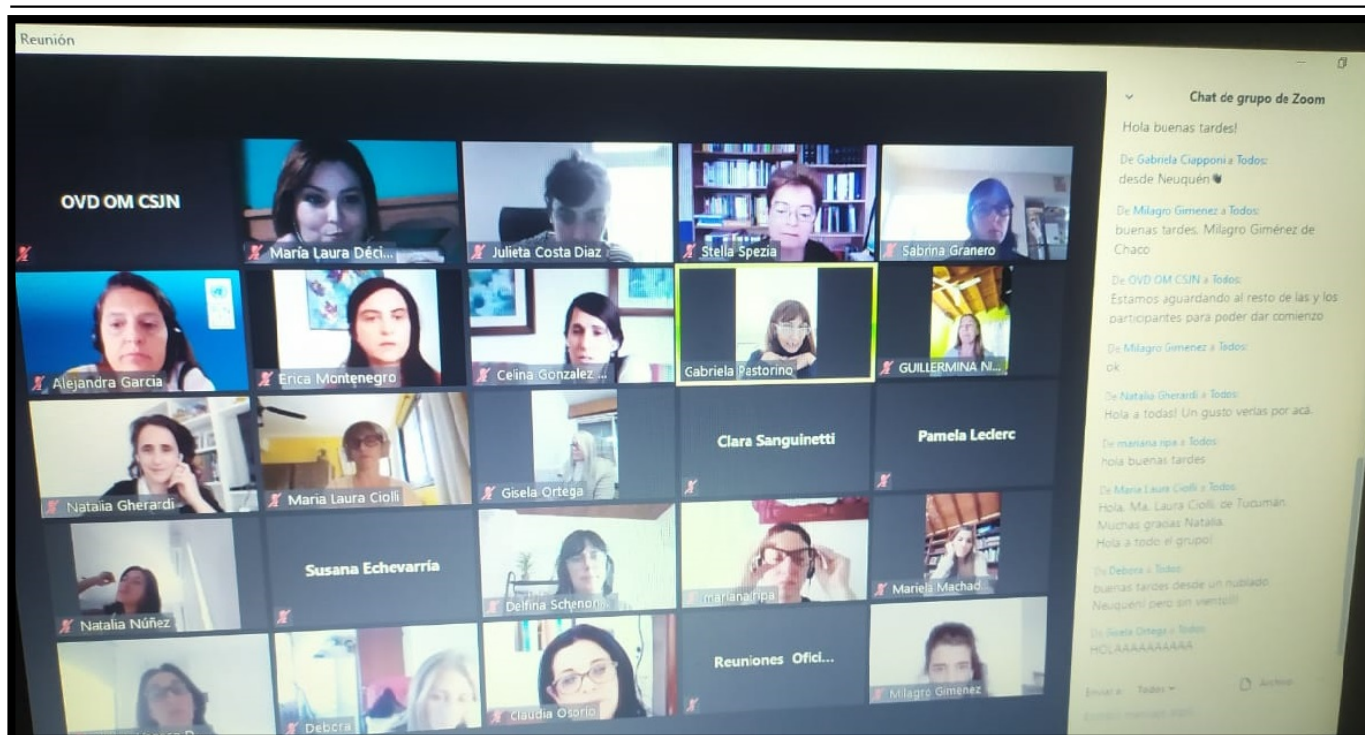 Reunión
OVD OM CSJN
María Laura Déci...
Julieta Costa Diaz
Stella Spezia
Sabrina Granero
Alejandra Garcia
Erica Montenegro
Celina Gonzalez ...
Gabriela Pastorino
GUILLERMINA NI...
Natalia Gherardi
Maria Laura Ciolli
Gisela Ortega
Clara Sanguinetti
Pamela Leclerc
Natalia Núñez
Susana Echevarría
Delfina Schenon...
mariana ripa
Mariela Machad
Debora
Claudia Osorio
Reuniones Ofici...
Milagro Gimenez
Chat de grupo de Zoom
Hola buenas tardes!
De Gabriela Ciapponi a Todos:
desde Neuquén
De Milagro Gimenez a Todos:
buenas tardes. Milagro Giménez de
Chaco
De OVD OM CSJN a Todos:
Estamos aguardando al resto de las y los
participantes para poder dar comienzo
De Milagro Gimenez a Todos:
ok
De Natalia Gherardi a Todos:
Hola a todas! Un gusto verlas por acá.
De mariana ripa a Todos:
hola buenas tardes
De Maria Laura Ciolli a Todos:
Hola, Ma. Laura Ciolli de Tucumán.
Muchas gracias Natalia.
Hola a todo el grupo!
De Debora a Todos:
buenas tardes desde un nublado
Neuquén! pero sin viento!!!
De Gisela Ortega a Todos:
HOLAAAAAAAAAA
Enviar a: Todos
Archivo